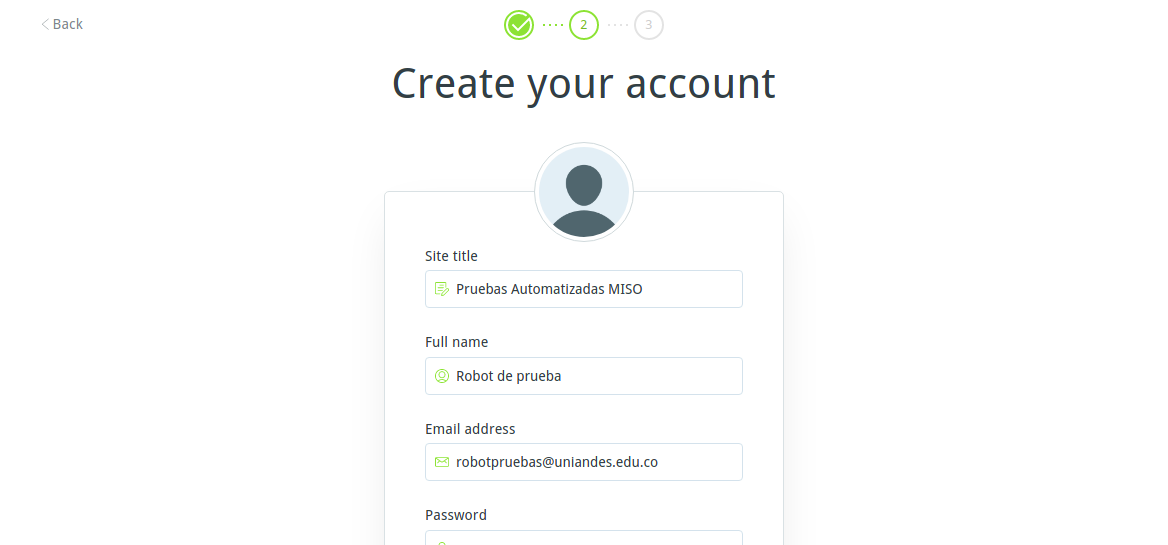 Back
2
3
Create your account
Site title
Pruebas Automatizadas MISO
Full name
Robot de prueba
Email address
robotpruebas@uniandes.edu.co
Password